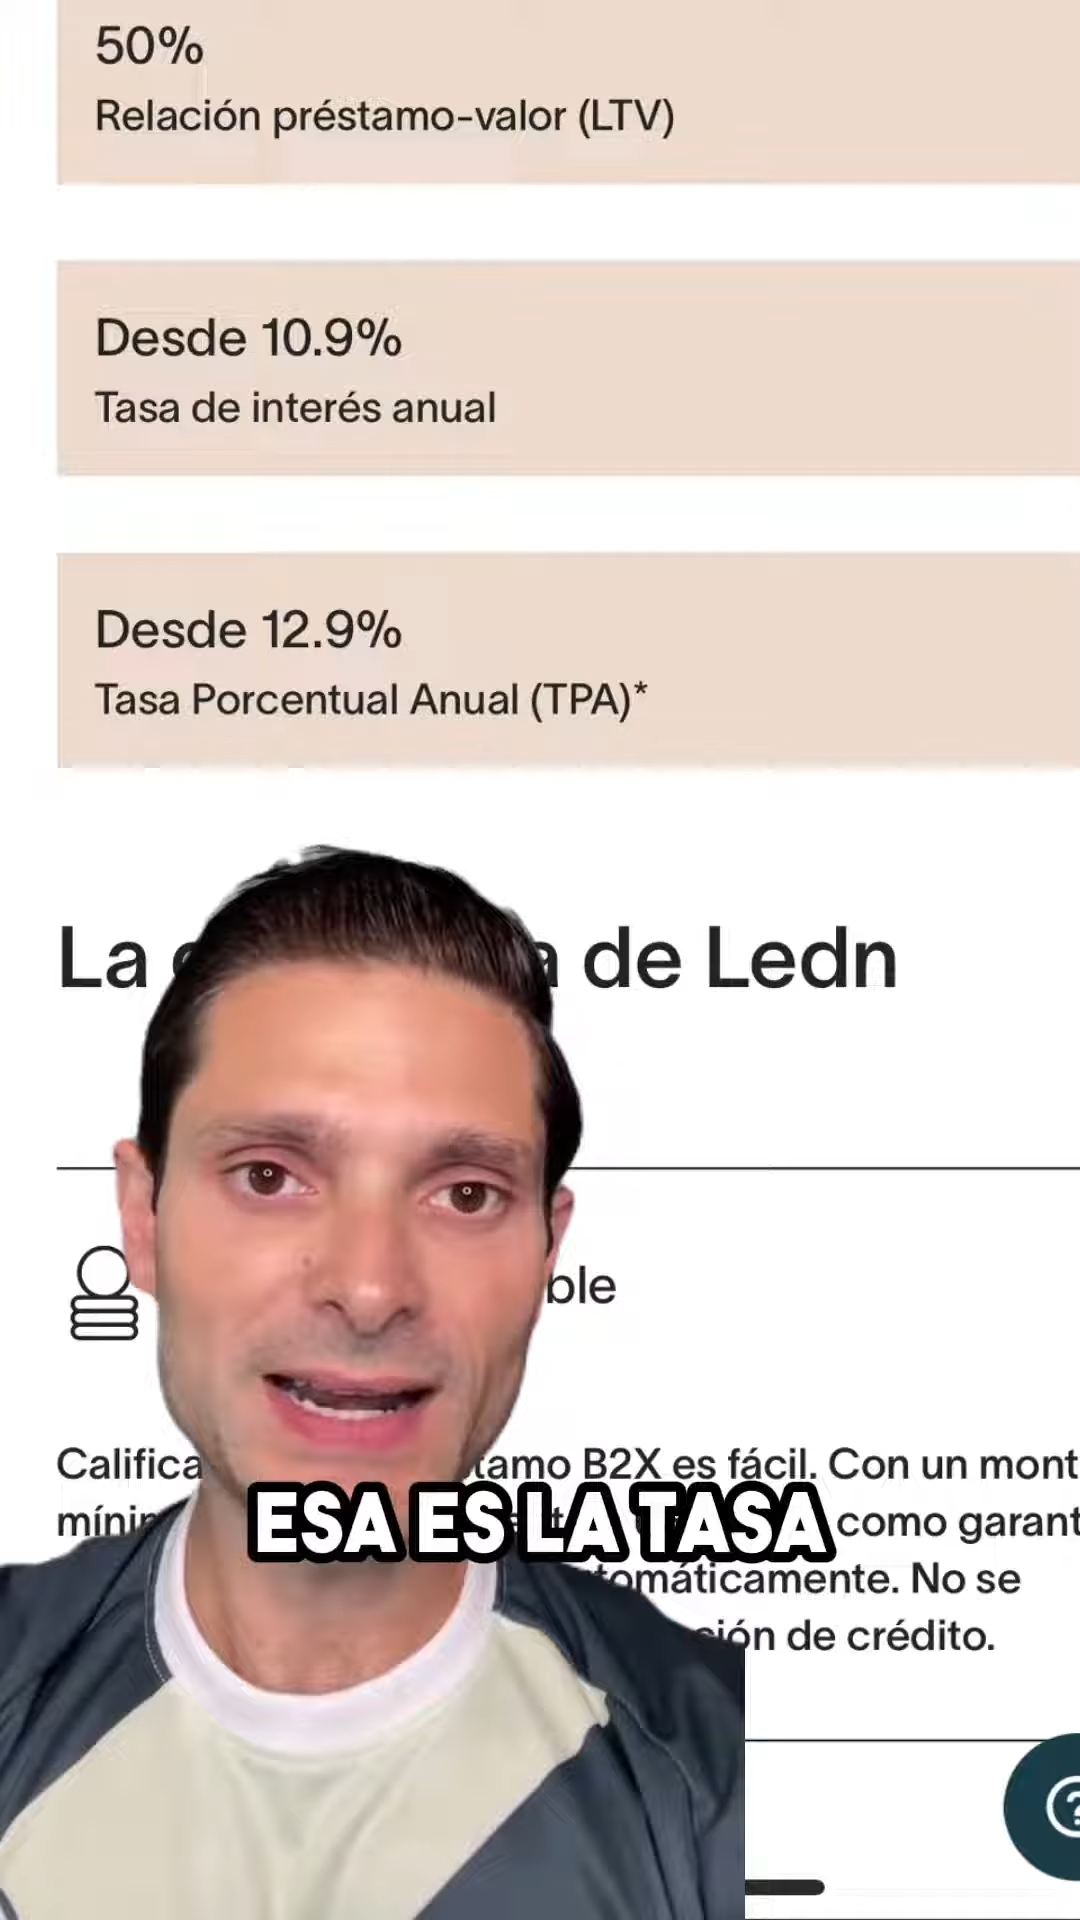 50%
Relación préstamo-valor (LTV)
Desde 10.9%
Tasa de interés anual
Desde 12.9%
Tasa Porcentual Anual (TPA)*
La de Ledn
ble
Califica tamo B2X es fácil. Con un mont
ESA ES LA TASA
como garant
tomáticamente. No se
ión de crédito.